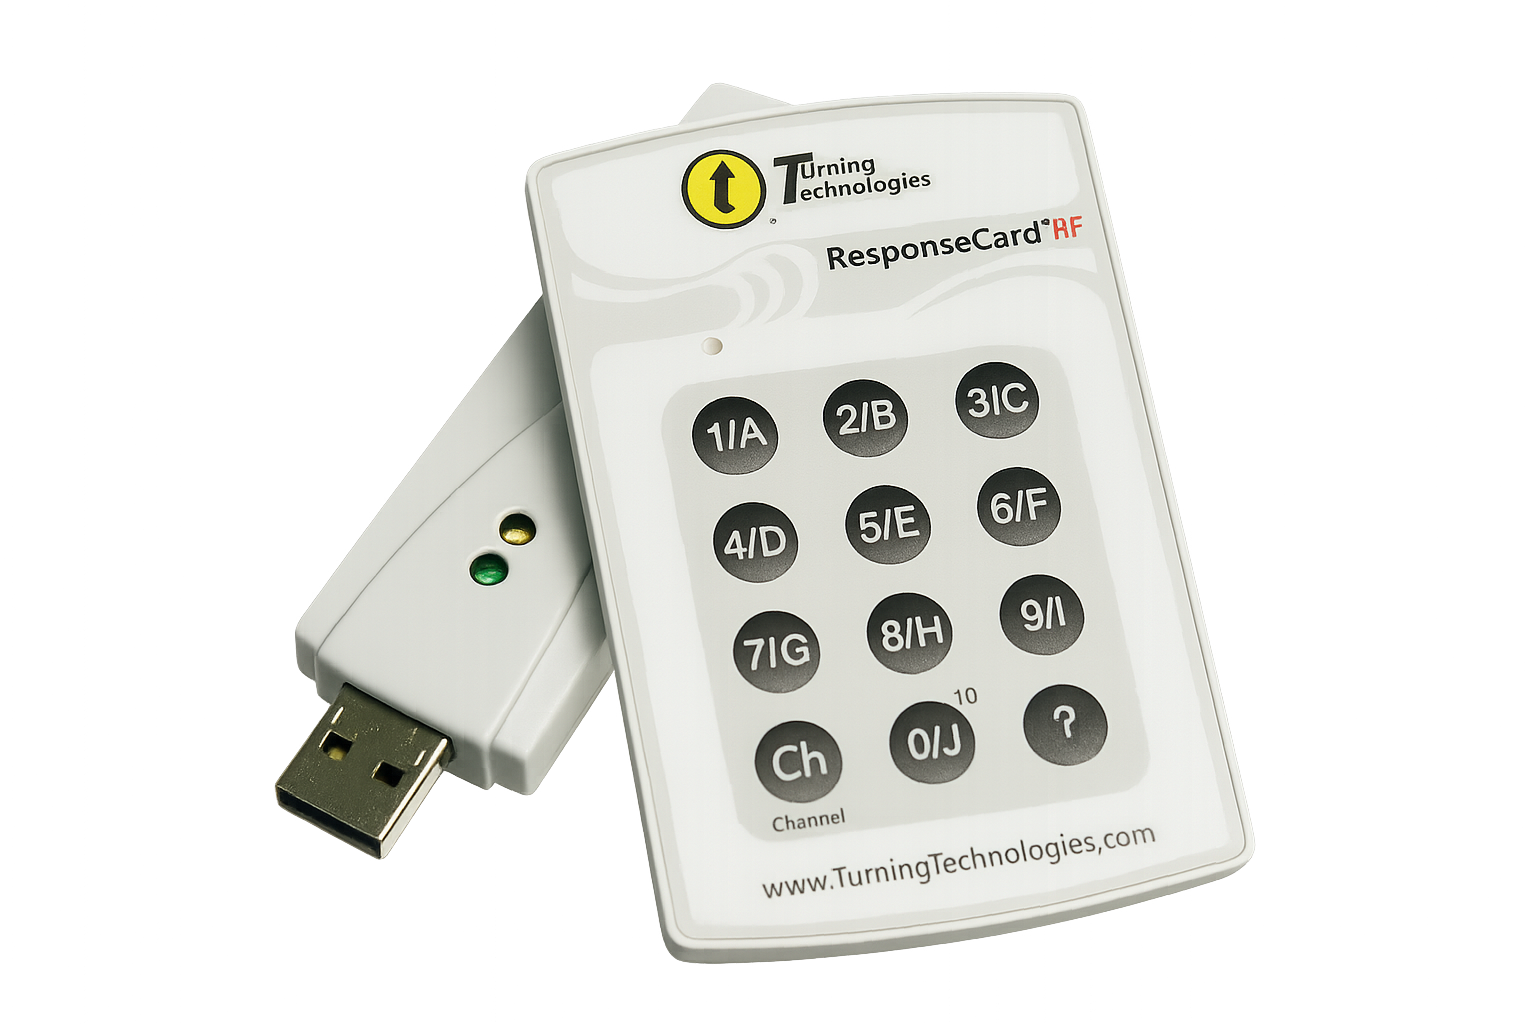 t
Turning
Technologies
®
ResponseCard® RF
1/A 2/B 3/C
4/D 5/E 6/F
7/G 8/H 9/I
10
Ch 0/J ?
Channel
www.TurningTechnologies,com